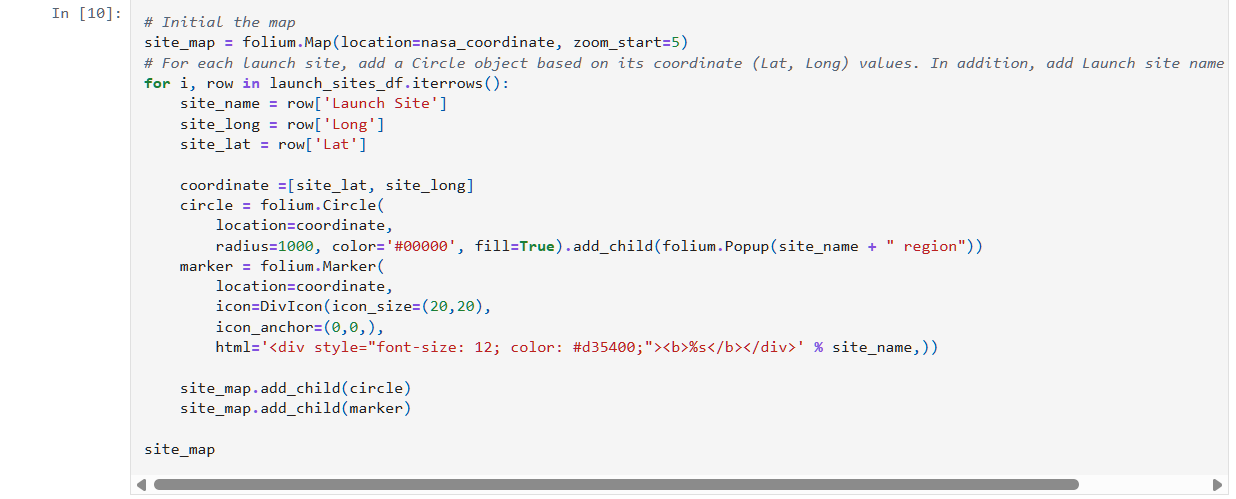 In [10]:
# Initial the map
site_map = folium.Map(location=nasa_coordinate, zoom_start=5)
# For each launch site, add a Circle object based on its coordinate (Lat, Long) values. In addition, add Launch site name
for i, row in launch_sites_df.iterrows():
    site_name = row['Launch Site']
    site_long = row['Long']
    site_lat = row['Lat']
    coordinate =[site_lat, site_long]
    circle = folium.Circle(
        location=coordinate,
        radius=1000, color='#00000', fill=True).add_child(folium.Popup(site_name + " region"))
    marker = folium.Marker(
        location=coordinate,
        icon=DivIcon(icon_size=(20,20),
        icon_anchor=(0,0,),
        html='<div style="font-size: 12; color: #d35400;"><b>%s</b></div>' % site_name,))
    site_map.add_child(circle)
    site_map.add_child(marker)
site_map